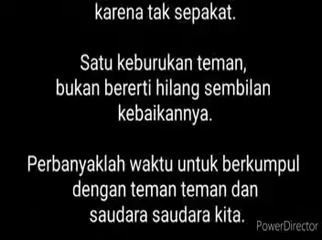 karena tak sepakat.
Satu keburukan teman,
bukan bererti hilang sembilan
kebaikannya.
Perbanyaklah waktu untuk berkumpul
dengan teman teman dan
saudara saudara kita.
PowerDirector